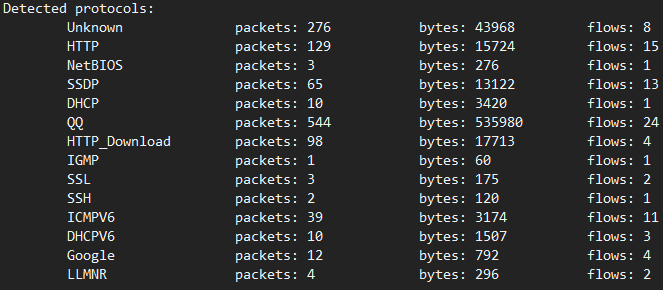 Detected protocols:
Unknown packets: 276 bytes: 43968 flows: 8
HTTP packets: 129 bytes: 15724 flows: 15
NetBIOS packets: 3 bytes: 276 flows: 1
SSDP packets: 65 bytes: 13122 flows: 13
DHCP packets: 10 bytes: 3420 flows: 1
QQ packets: 544 bytes: 535980 flows: 24
HTTP_Download packets: 98 bytes: 17713 flows: 4
IGMP packets: 1 bytes: 60 flows: 1
SSL packets: 3 bytes: 175 flows: 2
SSH packets: 2 bytes: 120 flows: 1
ICMPV6 packets: 39 bytes: 3174 flows: 11
DHCPV6 packets: 10 bytes: 1507 flows: 3
Google packets: 12 bytes: 792 flows: 4
LLMNR packets: 4 bytes: 296 flows: 2